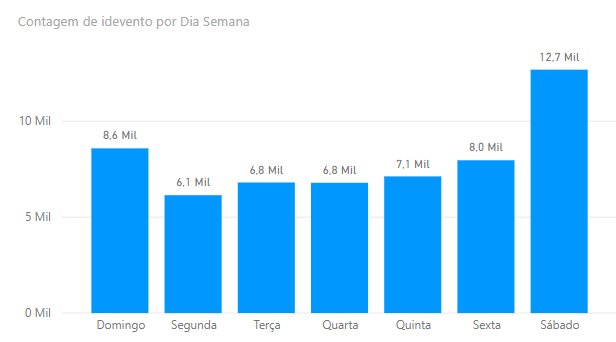 Contagem de idevento por Dia Semana
12,7 Mil
10 Mil
8,6 Mil
6,1 Mil
6,8 Mil
6,8 Mil
7,1 Mil
8,0 Mil
5 Mil
0 Mil
Domingo Segunda Terça Quarta Quinta Sexta Sábado